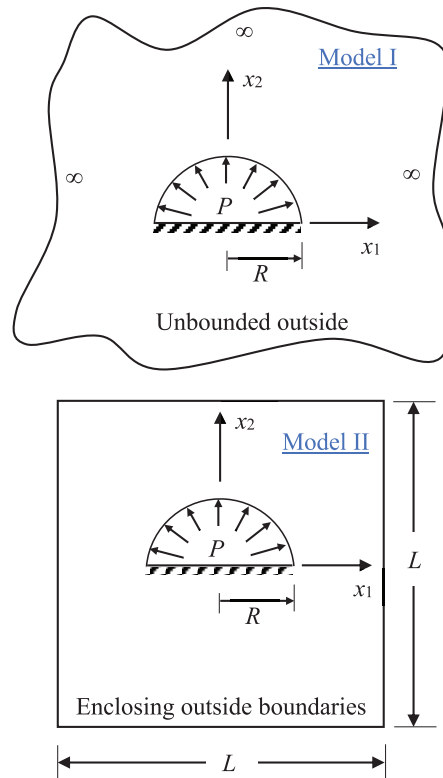 ∞
Model I
x₂
∞
∞
P
x₁
R
Unbounded outside
x₂
Model II
P
L
x₁
R
Enclosing outside boundaries
L